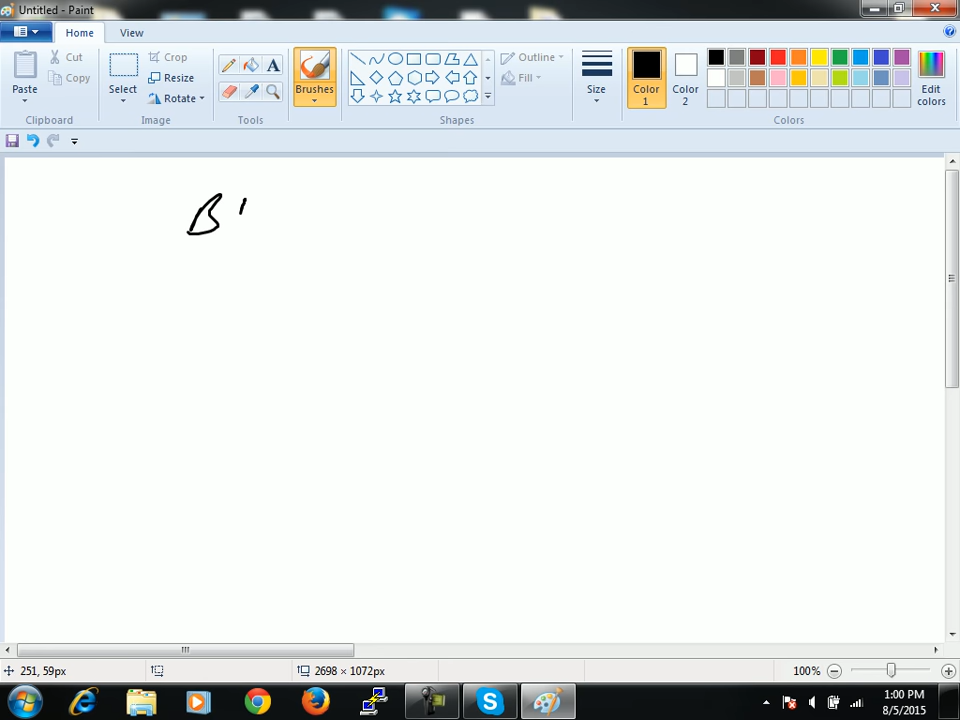 Untitled - Paint
Home View
Paste
Cut
Copy
Clipboard
Select
Crop
Resize
Rotate
Image
A
Tools
Brushes
Shapes
Outline
Fill
Size
Color 1
Color 2
Edit colors
Colors
B'
251, 59px
2698 × 1072px
100%
1:00 PM
8/5/2015